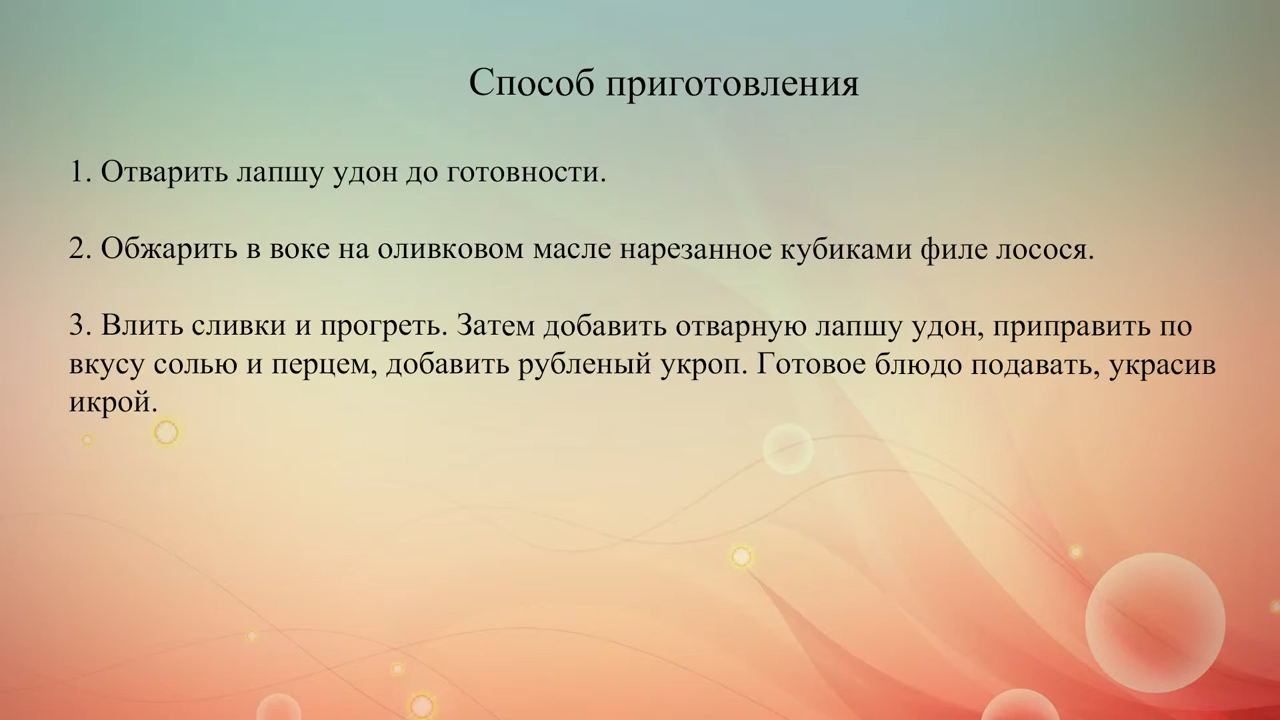 Способ приготовления
1. Отварить лапшу удон до готовности.
2. Обжарить в воке на оливковом масле нарезанное кубиками филе лосося.
3. Влить сливки и прогреть. Затем добавить отварную лапшу удон, приправить по
вкусу солью и перцем, добавить рубленый укроп. Готовое блюдо подавать, украсив
икрой.